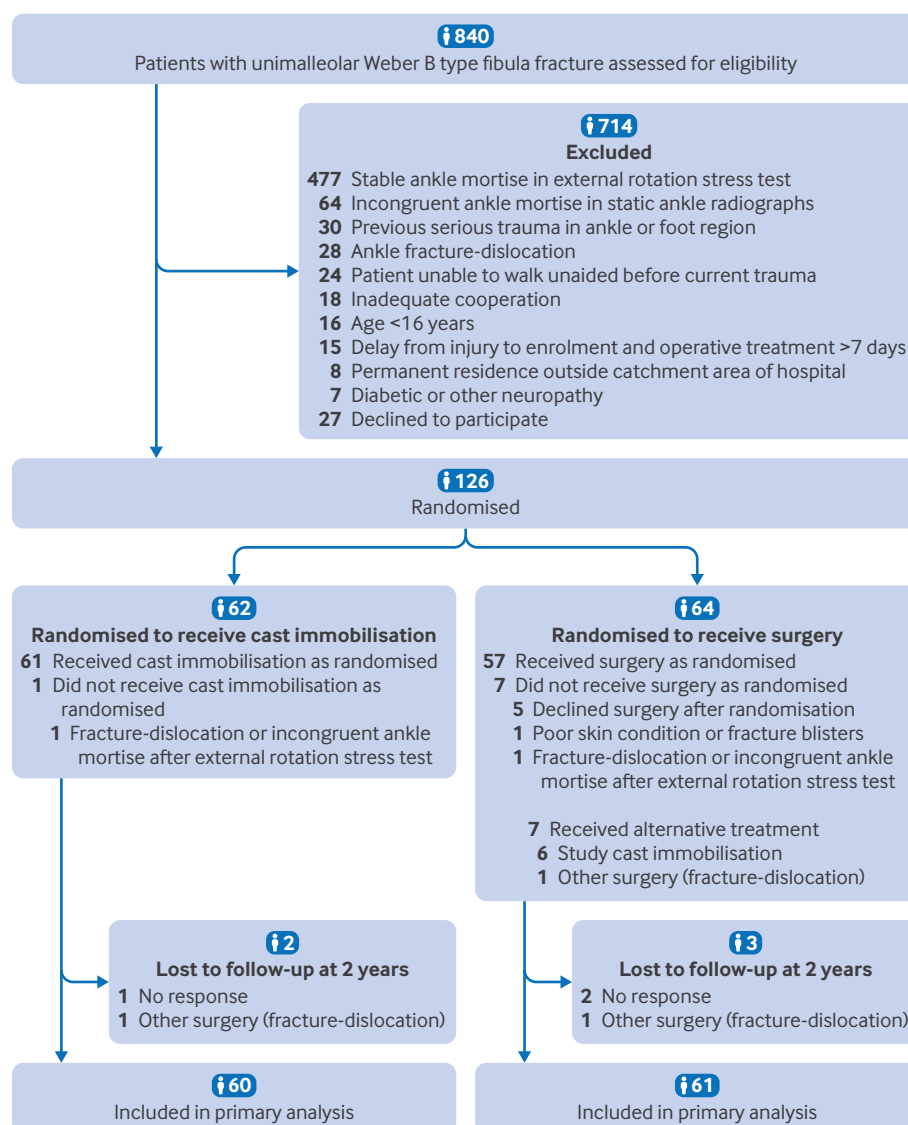 840
Patients with unimalleolar Weber B type fibula fracture assessed for eligibility
714
Excluded
477 Stable ankle mortise in external rotation stress test
64 Incongruent ankle mortise in static ankle radiographs
30 Previous serious trauma in ankle or foot region
28 Ankle fracture-dislocation
24 Patient unable to walk unaided before current trauma
18 Inadequate cooperation
16 Age <16 years
15 Delay from injury to enrolment and operative treatment >7 days
8 Permanent residence outside catchment area of hospital
7 Diabetic or other neuropathy
27 Declined to participate
126
Randomised
62
Randomised to receive cast immobilisation
61 Received cast immobilisation as randomised
1 Did not receive cast immobilisation as
randomised
1 Fracture-dislocation or incongruent ankle
mortise after external rotation stress test
64
Randomised to receive surgery
57 Received surgery as randomised
7 Did not receive surgery as randomised
5 Declined surgery after randomisation
1 Poor skin condition or fracture blisters
1 Fracture-dislocation or incongruent ankle
mortise after external rotation stress test
7 Received alternative treatment
6 Study cast immobilisation
1 Other surgery (fracture-dislocation)
2
Lost to follow-up at 2 years
1 No response
1 Other surgery (fracture-dislocation)
3
Lost to follow-up at 2 years
2 No response
1 Other surgery (fracture-dislocation)
60
Included in primary analysis
61
Included in primary analysis